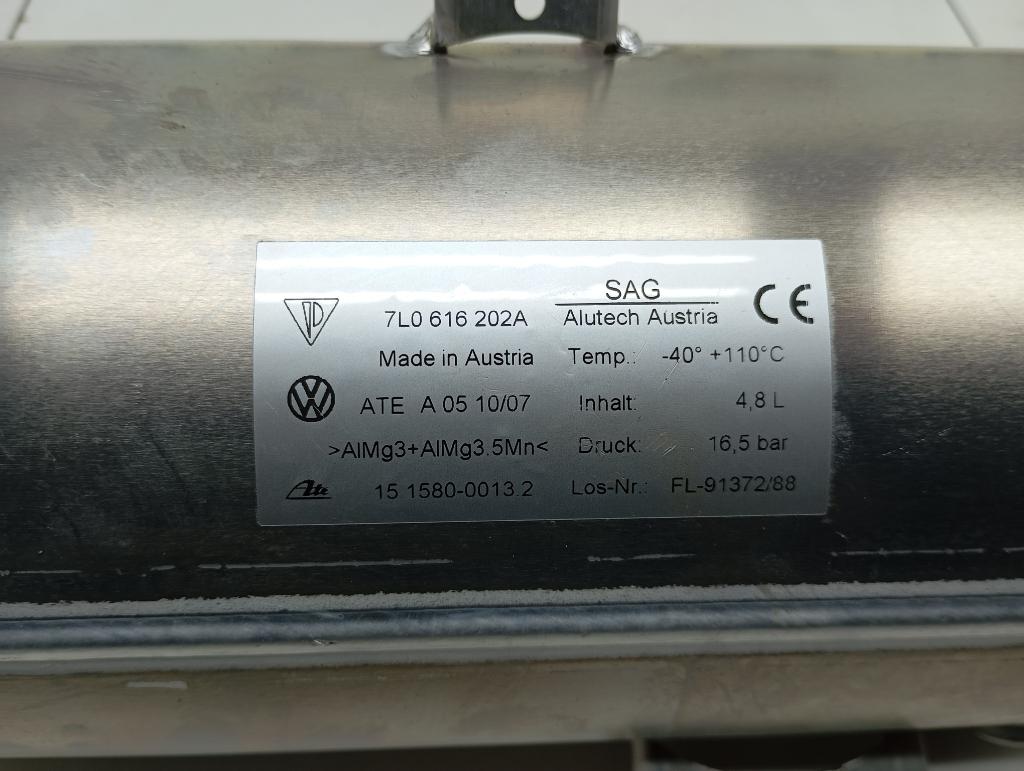 7L0 616 202A
SAG
Alutech Austria
CE
Made in Austria
Temp.: -40° +110°C
ATE A 05 10/07
Inhalt: 4,8 L
>AlMg3+AlMg3.5Mn<
Druck: 16,5 bar
Ate
15 1580-0013.2
Los-Nr.: FL-91372/88